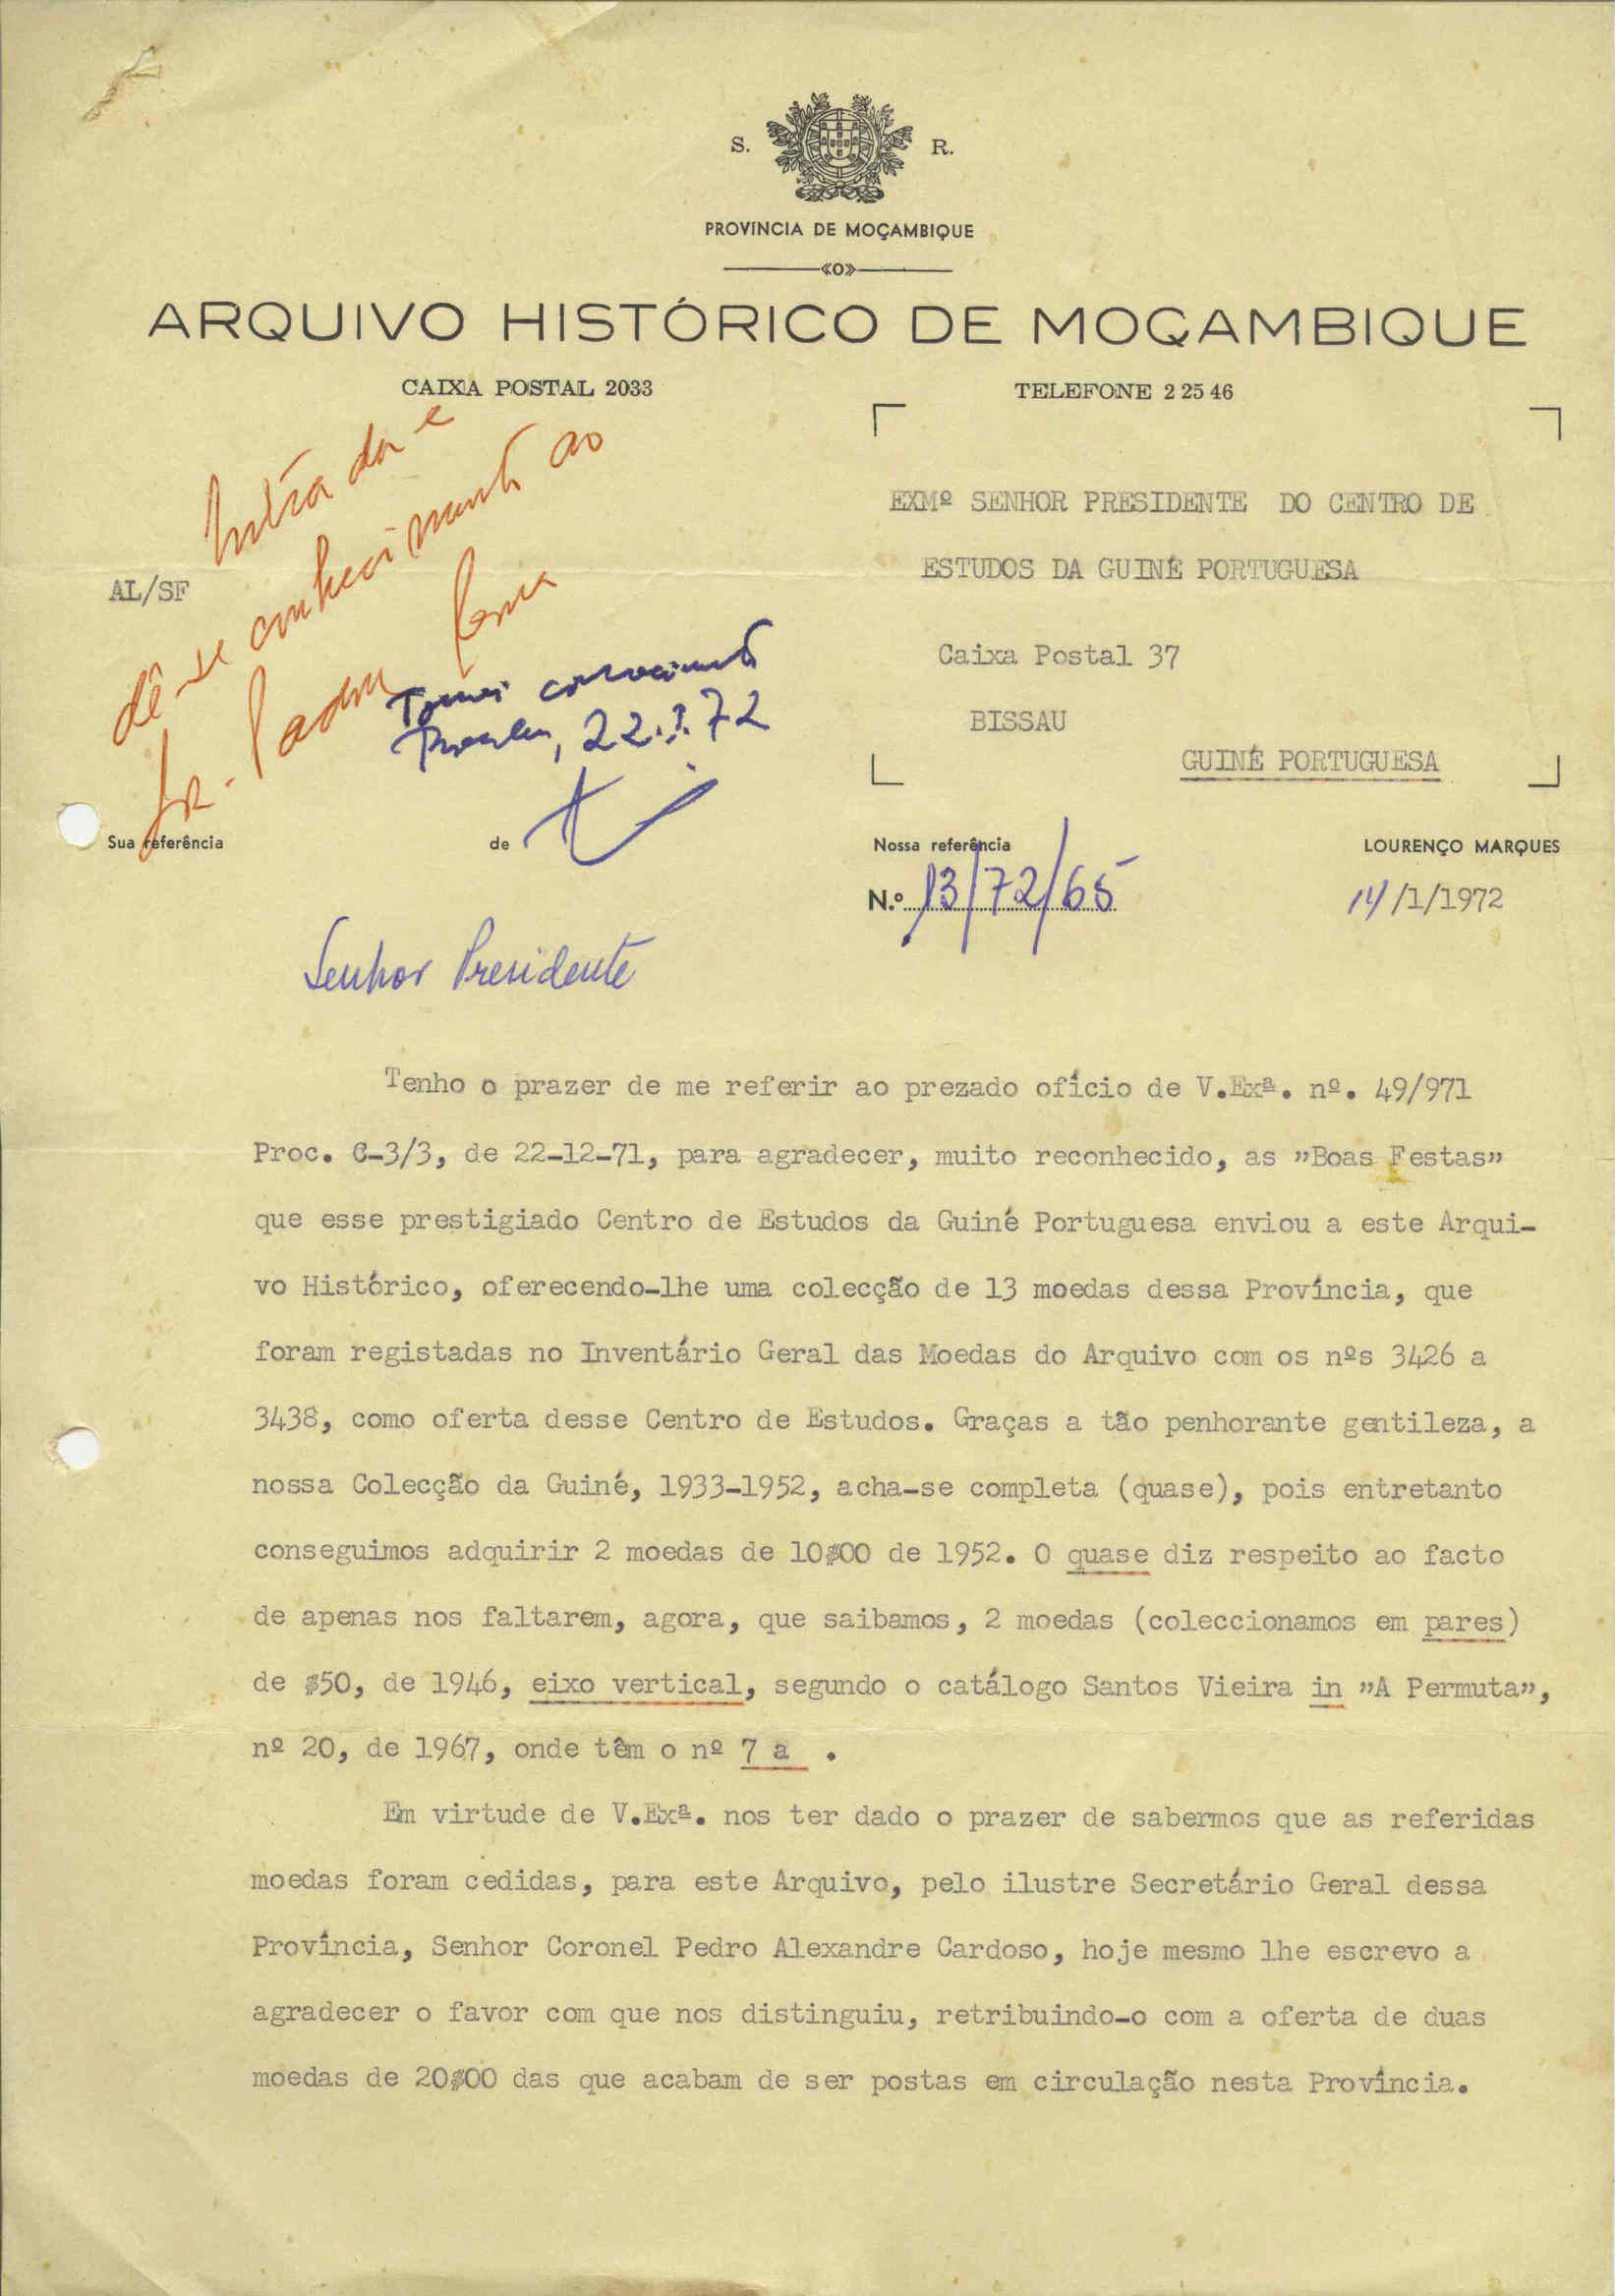 S. R.
PROVÍNCIA DE MOÇAMBIQUE
«O»
ARQUIVO HISTÓRICO DE MOÇAMBIQUE
CAIXA POSTAL 2033
TELEFONE 2 25 46
Entrada e
dê-se conhecimento ao
Sr. Padre
AL/SF
Tomei conhecimento
22.?.72
EXMº SENHOR PRESIDENTE DO CENTRO DE
ESTUDOS DA GUINÉ PORTUGUESA
Caixa Postal 37
BISSAU
GUINÉ PORTUGUESA
Sua referência
de
Nossa referência
LOURENÇO MARQUES
N.º 13/72/65
14/1/1972
Senhor Presidente
Tenho o prazer de me referir ao prezado ofício de V.Exª. nº. 49/971
Proc. C-3/3, de 22-12-71, para agradecer, muito reconhecido, as "Boas Festas"
que esse prestigiado Centro de Estudos da Guiné Portuguesa enviou a este Arqui-
vo Histórico, oferecendo-lhe uma colecção de 13 moedas dessa Província, que
foram registadas no Inventário Geral das Moedas do Arquivo com os nºs 3426 a
3438, como oferta desse Centro de Estudos. Graças a tão penhorante gentileza, a
nossa Colecção da Guiné, 1933-1952, acha-se completa (quase), pois entretanto
conseguimos adquirir 2 moedas de 10$00 de 1952. O quase diz respeito ao facto
de apenas nos faltarem, agora, que saibamos, 2 moedas (coleccionamos em pares)
de $50, de 1946, eixo vertical, segundo o catálogo Santos Vieira in "A Permuta",
nº 20, de 1967, onde têm o nº 7 a .
Em virtude de V.Exª. nos ter dado o prazer de sabermos que as referidas
moedas foram cedidas, para este Arquivo, pelo ilustre Secretário Geral dessa
Província, Senhor Coronel Pedro Alexandre Cardoso, hoje mesmo lhe escrevo a
agradecer o favor com que nos distinguiu, retribuindo-o com a oferta de duas
moedas de 20$00 das que acabam de ser postas em circulação nesta Província.